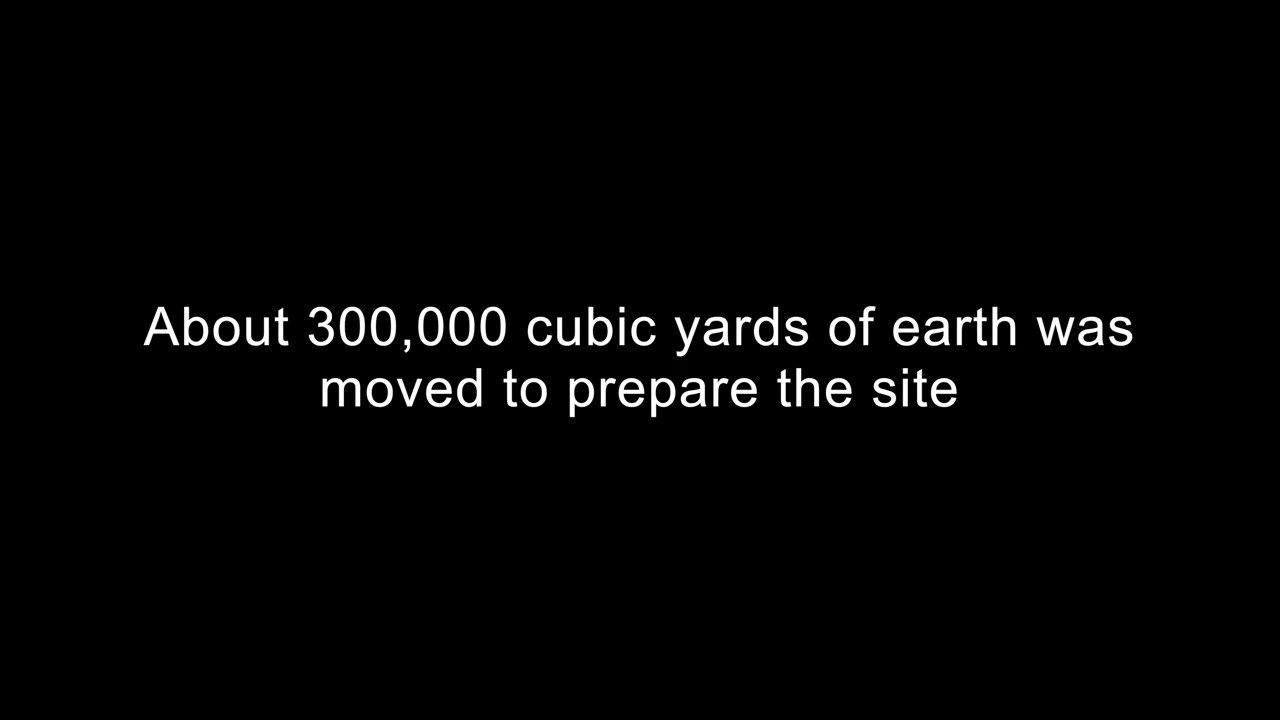 About 300,000 cubic yards of earth was
moved to prepare the site